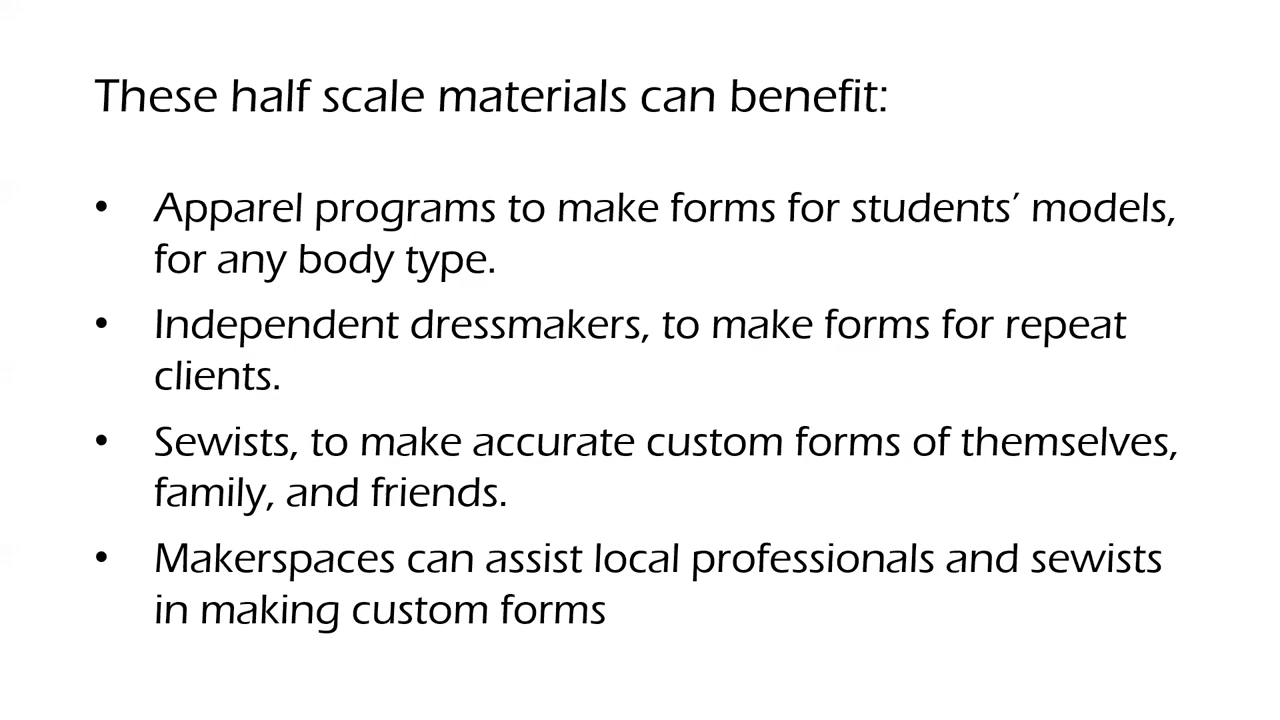 These half scale materials can benefit:
• Apparel programs to make forms for students’ models,
for any body type.
• Independent dressmakers, to make forms for repeat
clients.
• Sewists, to make accurate custom forms of themselves,
family, and friends.
• Makerspaces can assist local professionals and sewists
in making custom forms